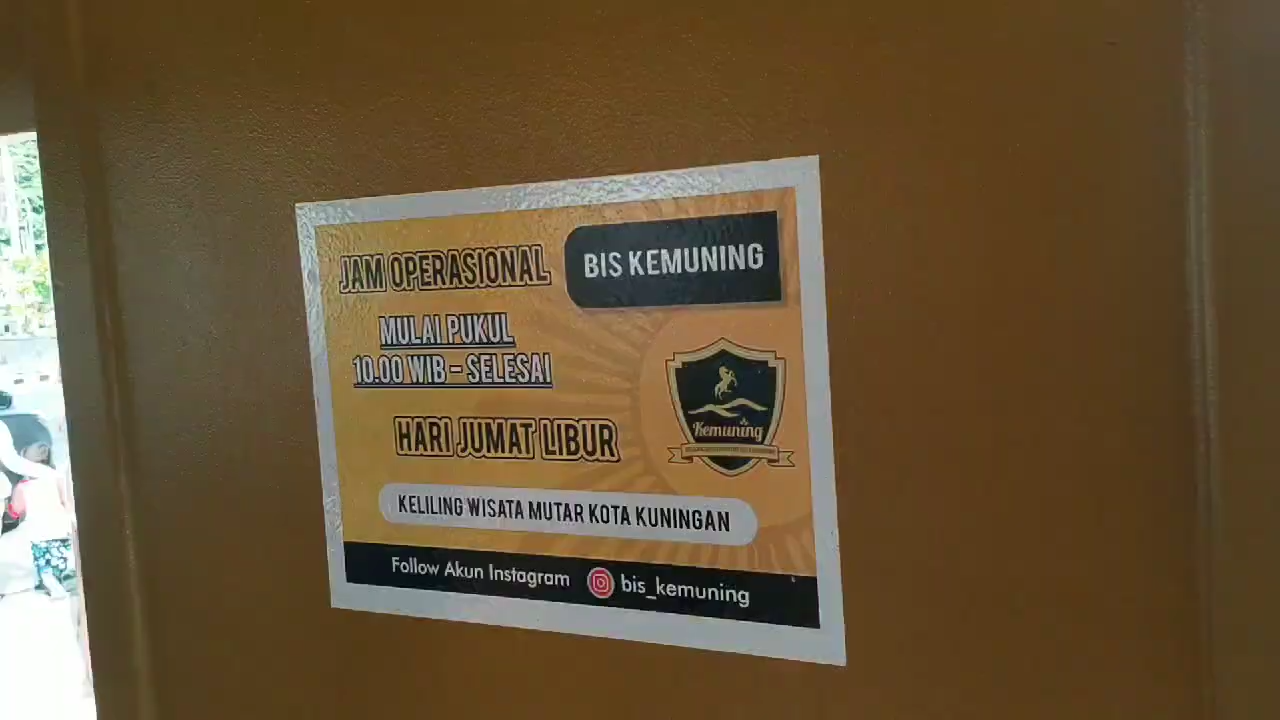 JAM OPERASIONAL
BIS KEMUNING
MULAI PUKUL
10.00 WIB - SELESAI
HARI JUMAT LIBUR
Kemuning
KELILING WISATA MUTAR KOTA KUNINGAN
Follow Akun Instagram bis_kemuning